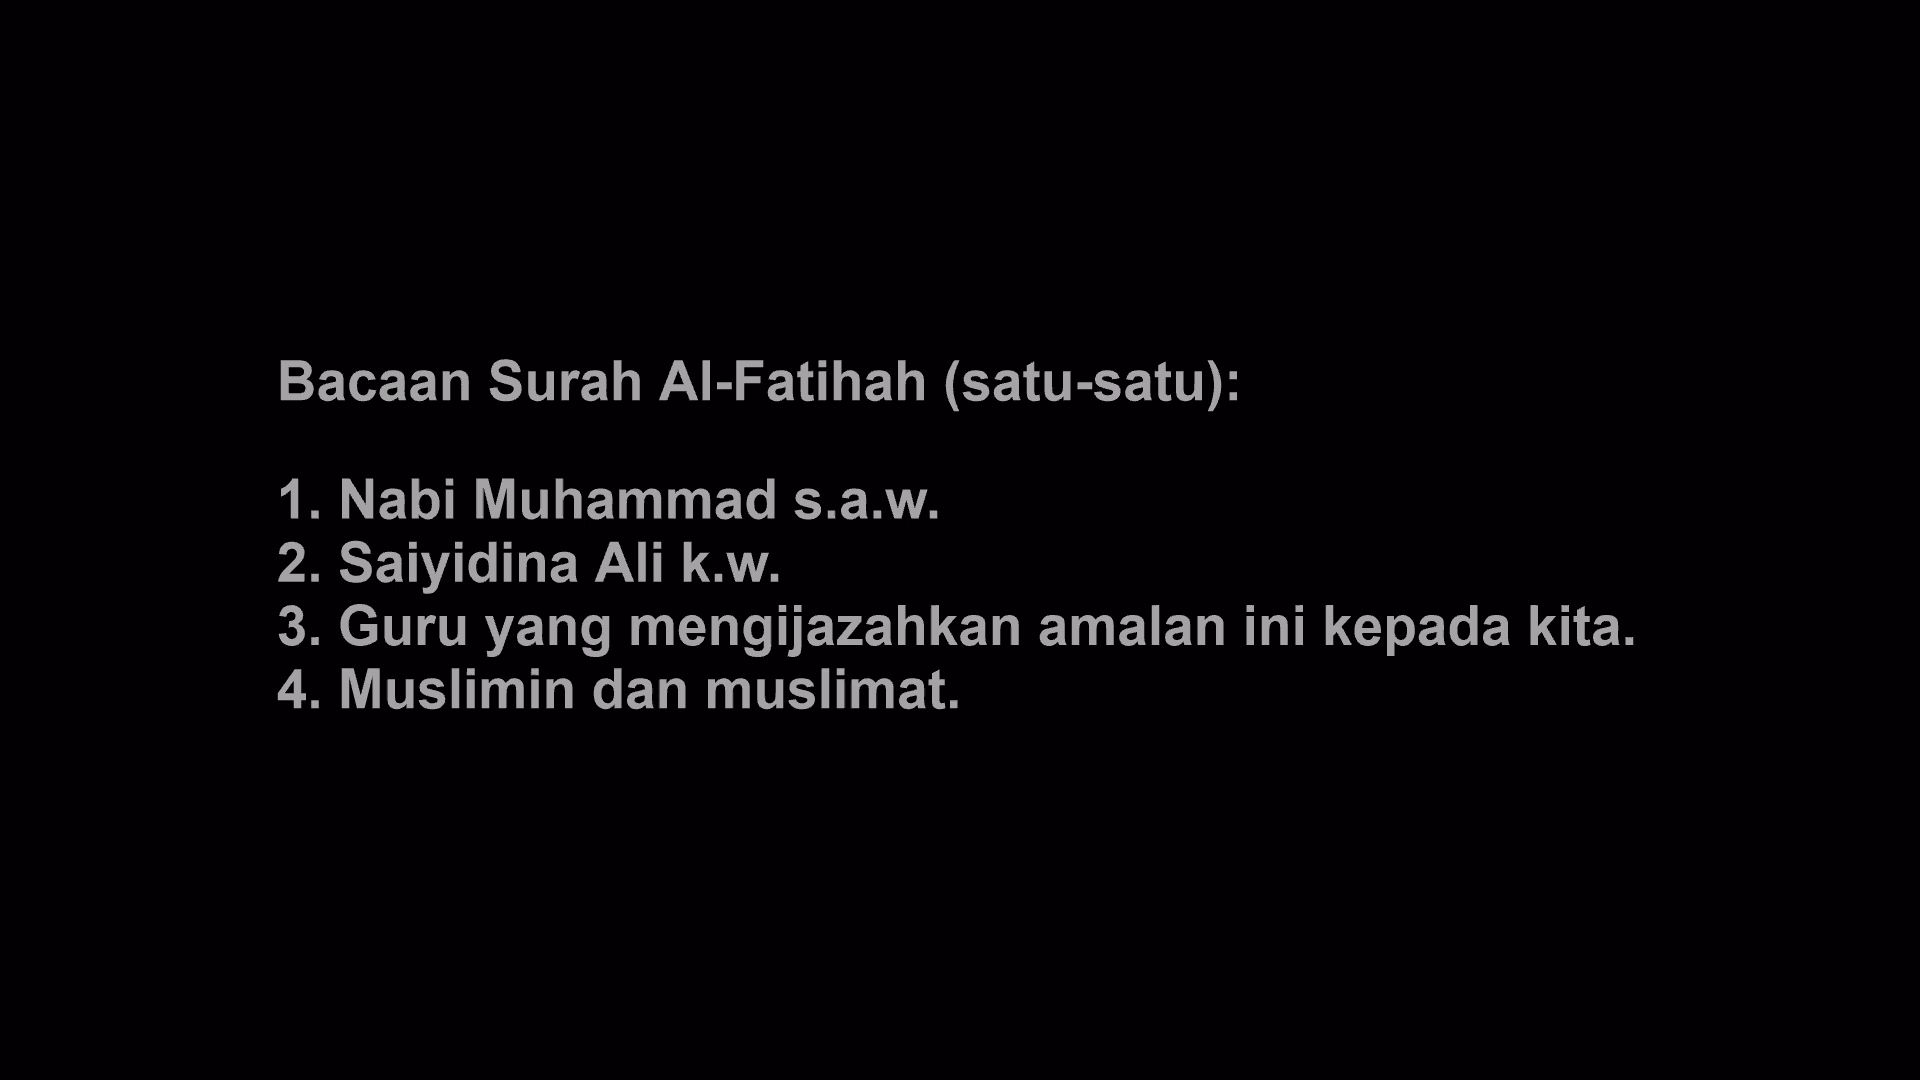 Bacaan Surah Al-Fatihah (satu-satu):
1. Nabi Muhammad s.a.w.
2. Saiyidina Ali k.w.
3. Guru yang mengijazahkan amalan ini kepada kita.
4. Muslimin dan muslimat.